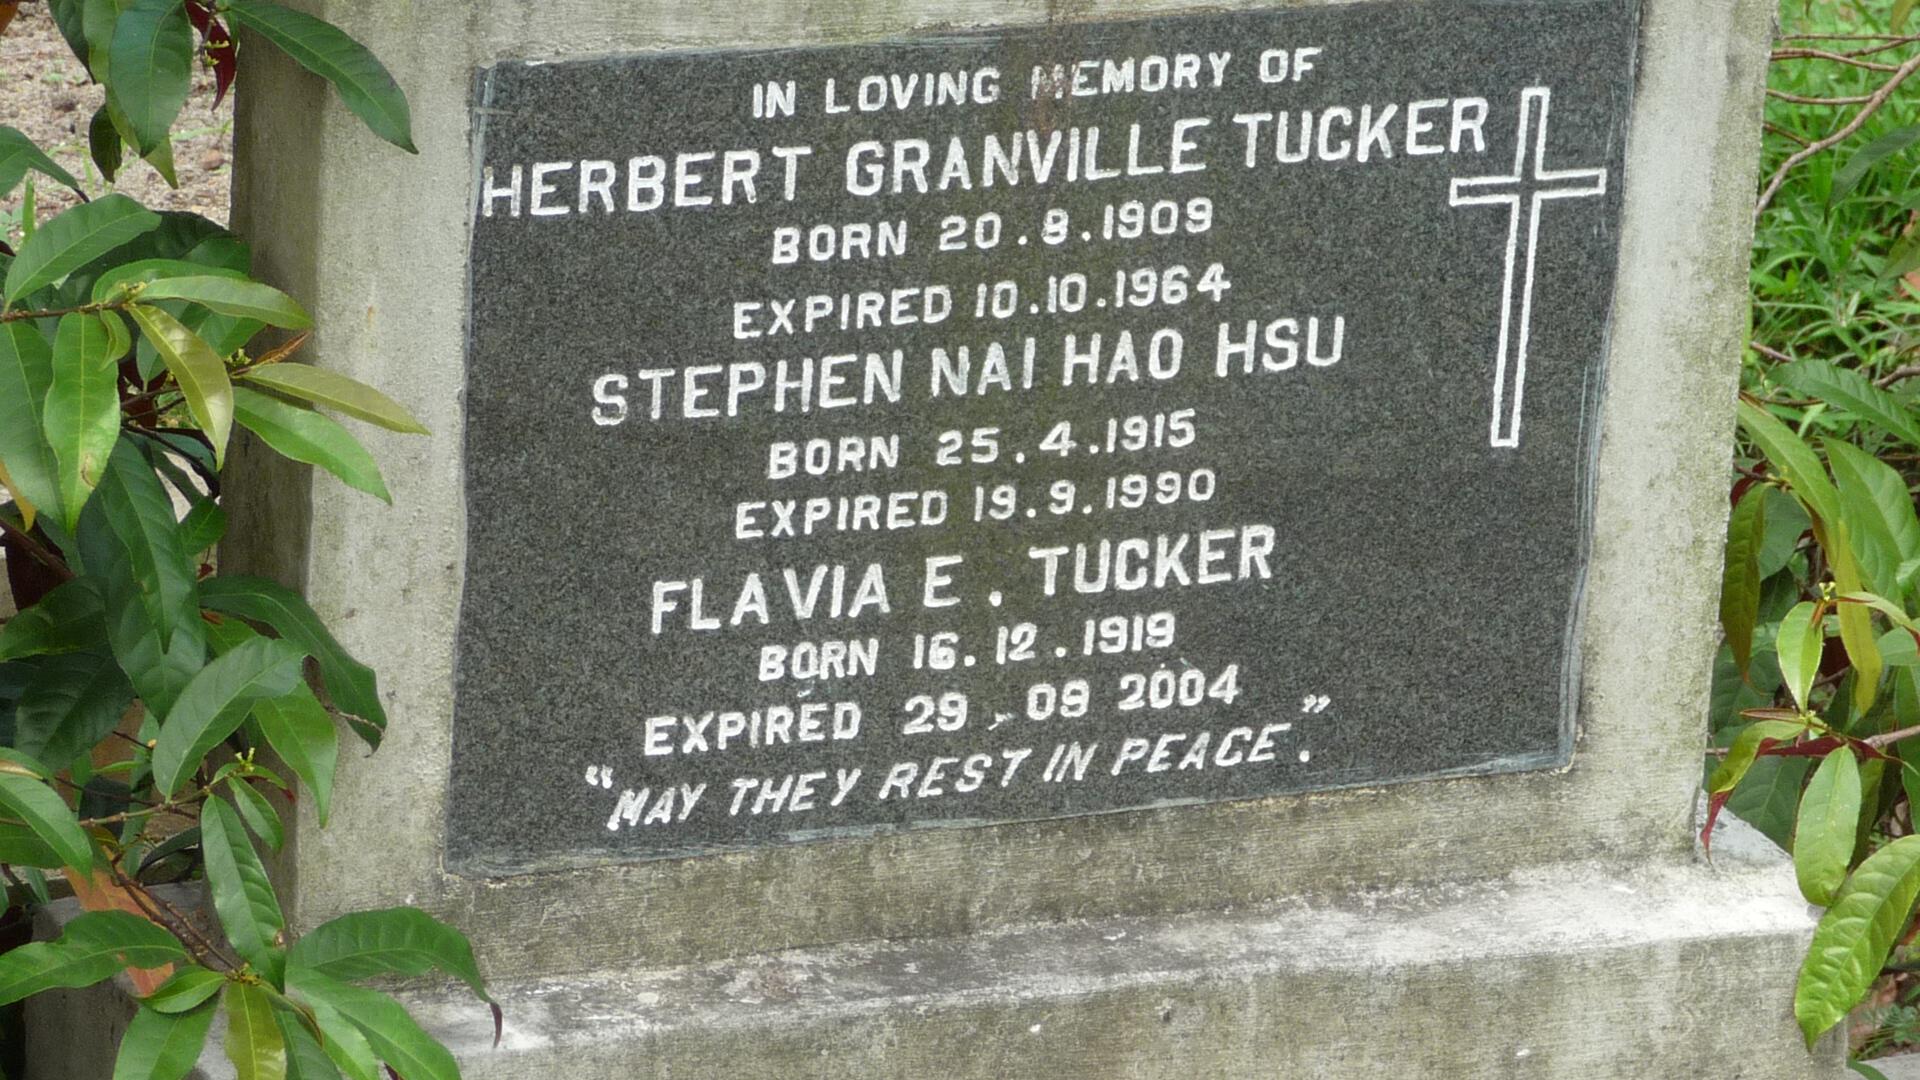 IN LOVING MEMORY OF
HERBERT GRANVILLE TUCKER
BORN 20.8.1909
EXPIRED 10.10.1964
STEPHEN NAI HAO HSU
BORN 25.4.1915
EXPIRED 19.9.1990
FLAVIA E. TUCKER
BORN 16.12.1919
EXPIRED 29.09 2004
"MAY THEY REST IN PEACE."